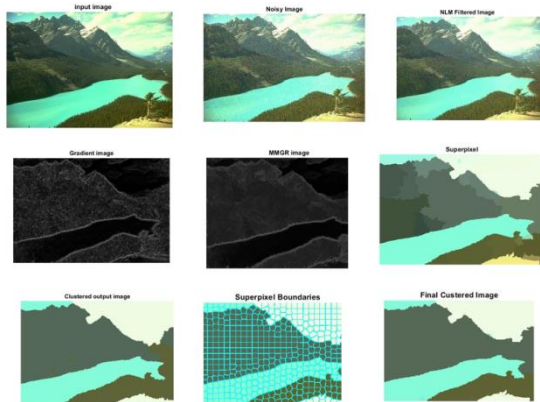 input image
Noisy Image
NLM Filtered Image
Gredient image
MMGR image
Superpixel
Clustered output image
Superpixel Boundaries
Final Custered Image